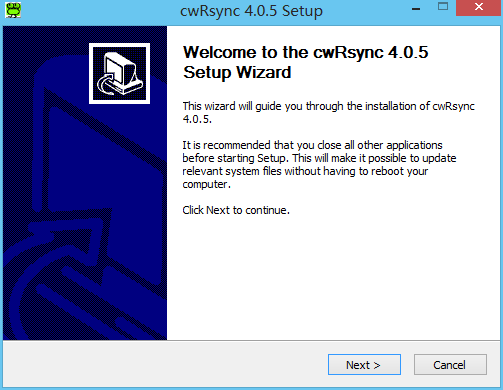 cwRsync 4.0.5 Setup
Welcome to the cwRsync 4.0.5
Setup Wizard
This wizard will guide you through the installation of cwRsync
4.0.5.
It is recommended that you close all other applications
before starting Setup. This will make it possible to update
relevant system files without having to reboot your
computer.
Click Next to continue.
Next >
Cancel